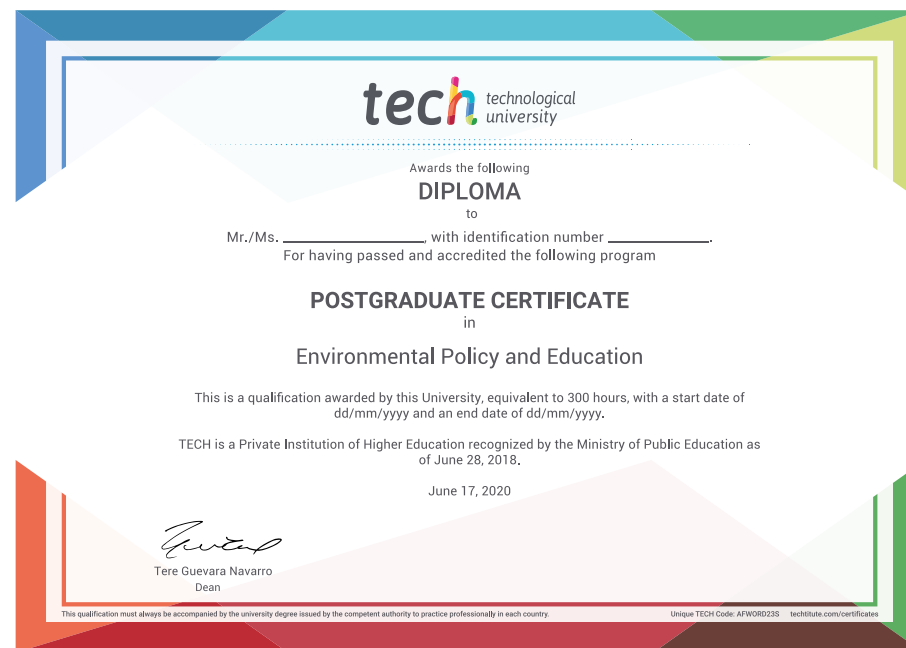 tech technological
university
Awards the following
DIPLOMA
to
Mr./Ms. ____________________, with identification number ______________.
For having passed and accredited the following program
POSTGRADUATE CERTIFICATE
in
Environmental Policy and Education
This is a qualification awarded by this University, equivalent to 300 hours, with a start date of
dd/mm/yyyy and an end date of dd/mm/yyyy.
TECH is a Private Institution of Higher Education recognized by the Ministry of Public Education as
of June 28, 2018.
June 17, 2020
Tere Guevara Navarro
Dean
This qualification must always be accompanied by the university degree issued by the competent authority to practice professionally in each country. Unique TECH Code: AFWORD23S techtitute.com/certificates